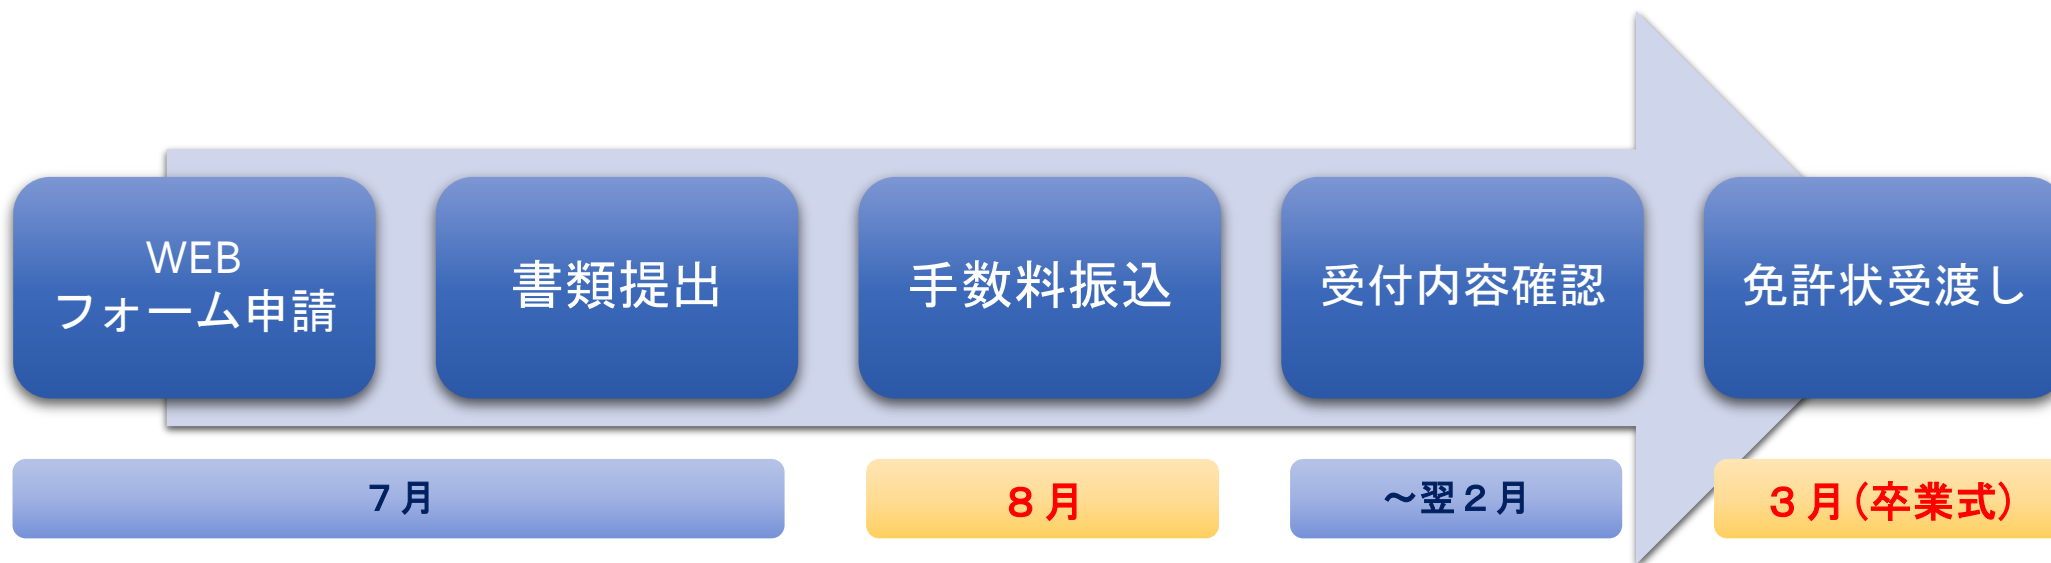 WEB
フォーム申請
書類提出
手数料振込
受付内容確認
免許状受渡し
７月
８月
～翌２月
３月(卒業式)